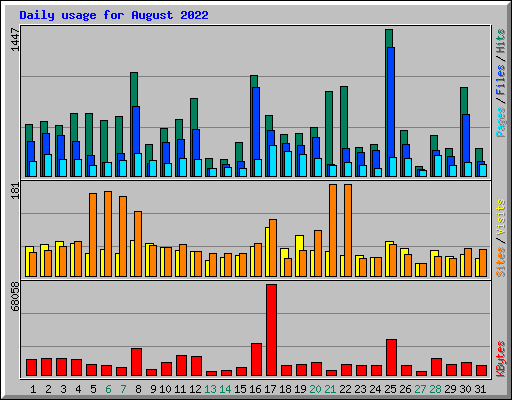 Daily usage for August 2022
1447
Pages / Files / Hits
181
Sites / Visits
68058
KBytes
1 2 3 4 5 6 7 8 9 10 11 12 13 14 15 16 17 18 19 20 21 22 23 24 25 26 27 28 29 30 31